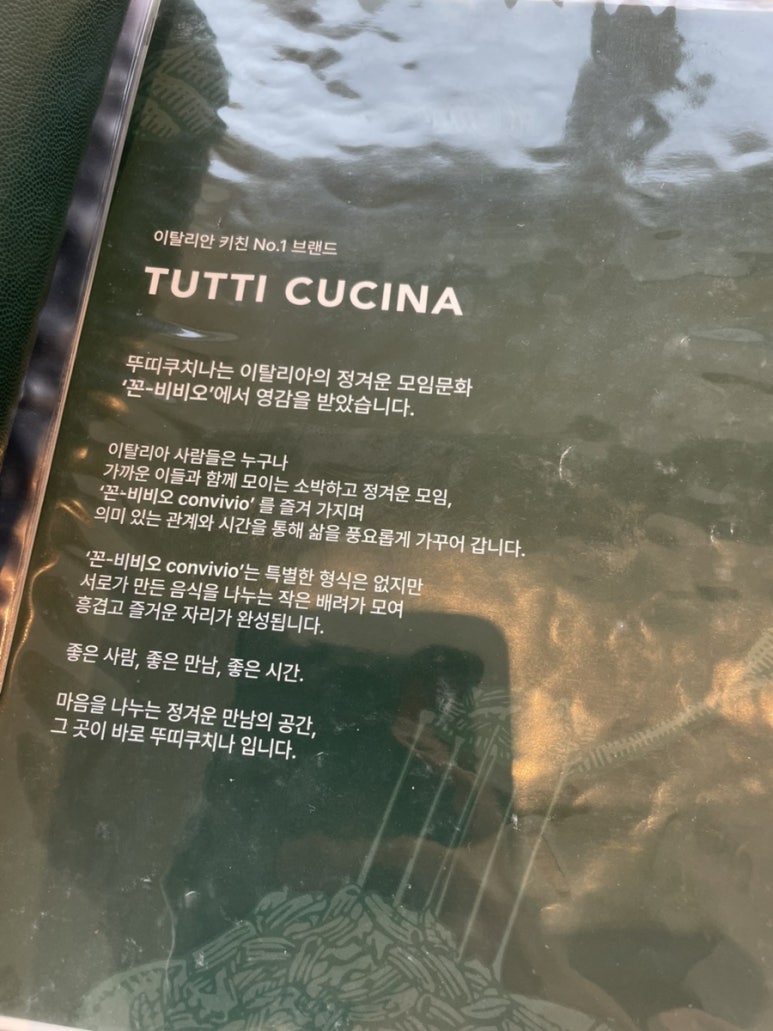 이탈리안 키친 No.1 브랜드
TUTTI CUCINA
뚜띠쿠치나는 이탈리아의 정겨운 모임문화
‘꼰-비비오’에서 영감을 받았습니다.
이탈리아 사람들은 누구나
가까운 이들과 함께 모이는 소박하고 정겨운 모임,
‘꼰-비비오 convivio’ 를 즐겨 가지며
의미 있는 관계와 시간을 통해 삶을 풍요롭게 가꾸어 갑니다.
‘꼰-비비오 convivio’는 특별한 형식은 없지만
서로가 만든 음식을 나누는 작은 배려가 모여
흥겹고 즐거운 자리가 완성됩니다.
좋은 사람, 좋은 만남, 좋은 시간.
마음을 나누는 정겨운 만남의 공간,
그 곳이 바로 뚜띠쿠치나 입니다.